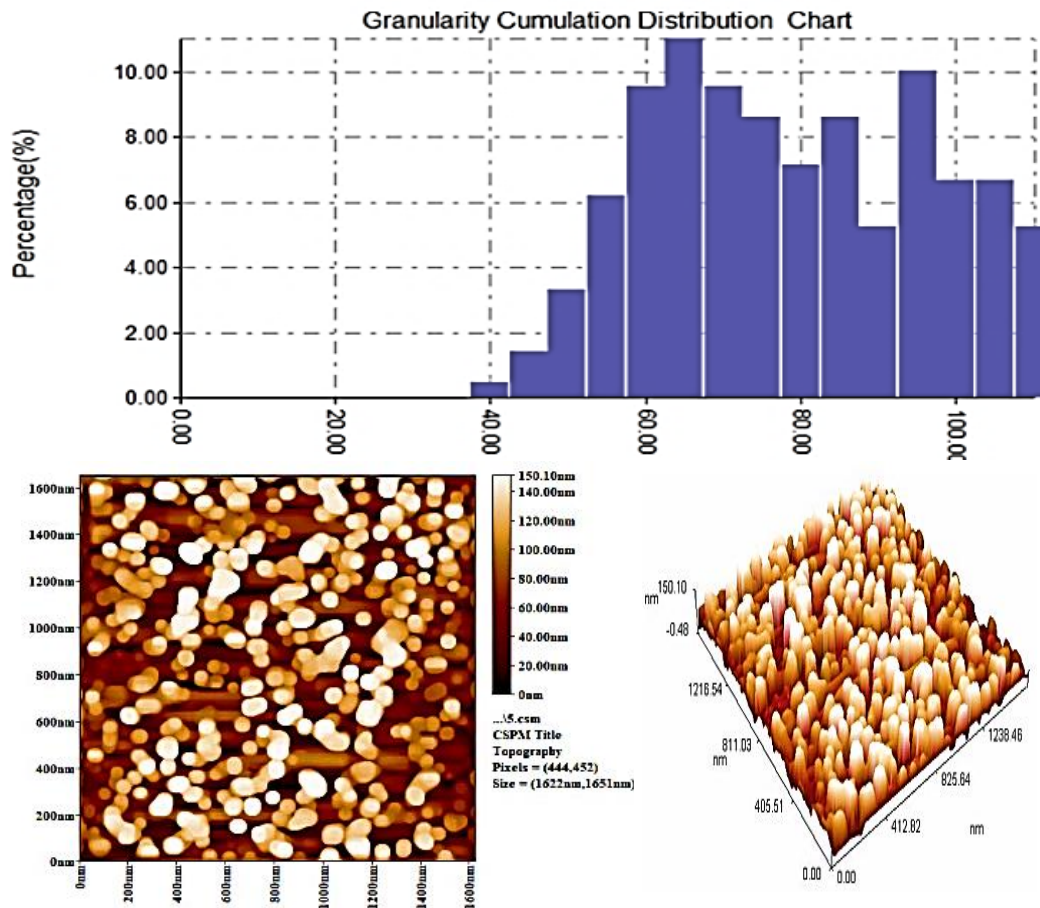 Granularity Cumulation Distribution Chart
Percentage(%)
10.00
8.00
6.00
4.00
2.00
0.00
0.00
20.00
40.00
60.00
80.00
100.00
1600nm
1400nm
1200nm
1000nm
800nm
600nm
400nm
200nm
0nm
0nm
200nm
400nm
600nm
800nm
1000nm
1200nm
1400nm
1600nm
150.10nm
140.00nm
120.00nm
100.00nm
80.00nm
60.00nm
40.00nm
20.00nm
0nm
...\5.csm
CSPM Title
Topography
Pixels = (444,452)
Size = (1622nm,1651nm)
150.10
nm
-0.48
1216.54
811.03
nm
405.51
0.00
0.00
412.82
825.64
1238.46
nm